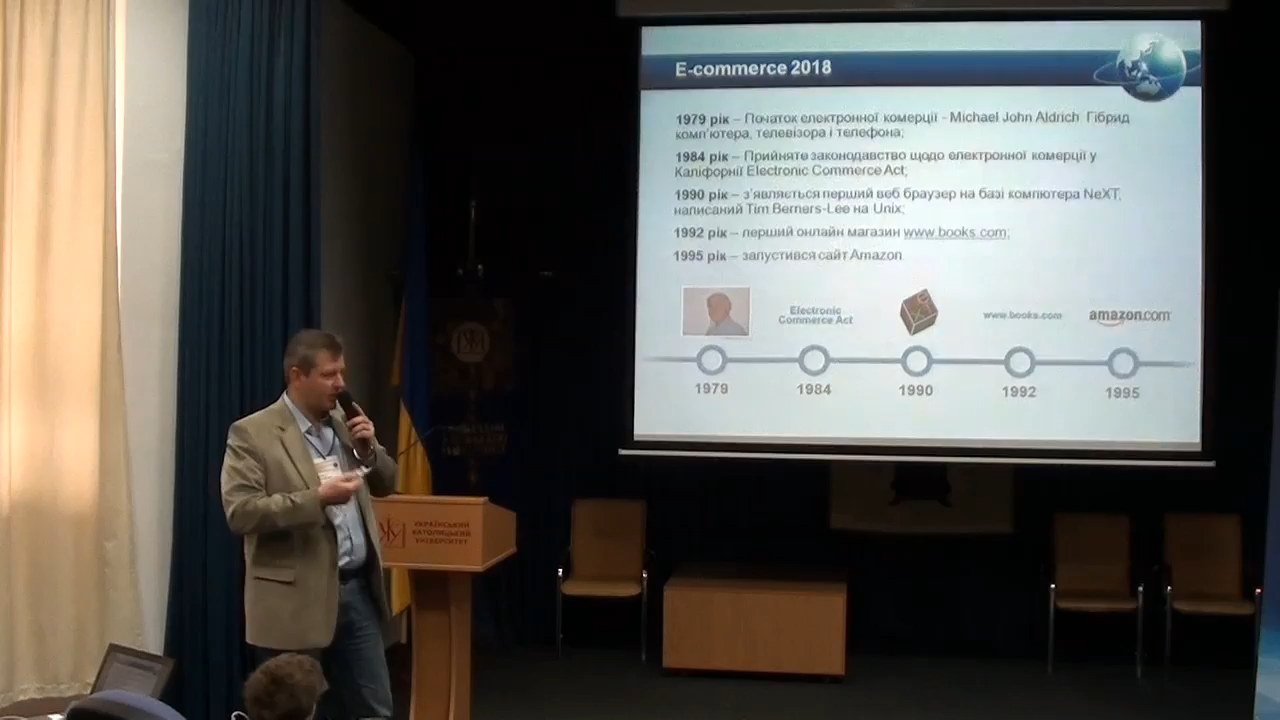 E-commerce 2018
1979 рік – Початок електронної комерції - Michael John Aldrich Гібрид
комп'ютера, телевізора і телефона;
1984 рік – Прийняте законодавство щодо електронної комерції у
Каліфорнії Electronic Commerce Act;
1990 рік – з'являється перший веб браузер на базі компютера NeXT,
написаний Tim Berners-Lee на Unix;
1992 рік – перший онлайн магазин www.books.com;
1995 рік – запустився сайт Amazon
Electronic
Commerce Act
www.books.com
amazon.com
1979
1984
1990
1992
1995
УКРАЇНСЬКИЙ
КАТОЛИЦЬКИЙ
УНІВЕРСИТЕТ